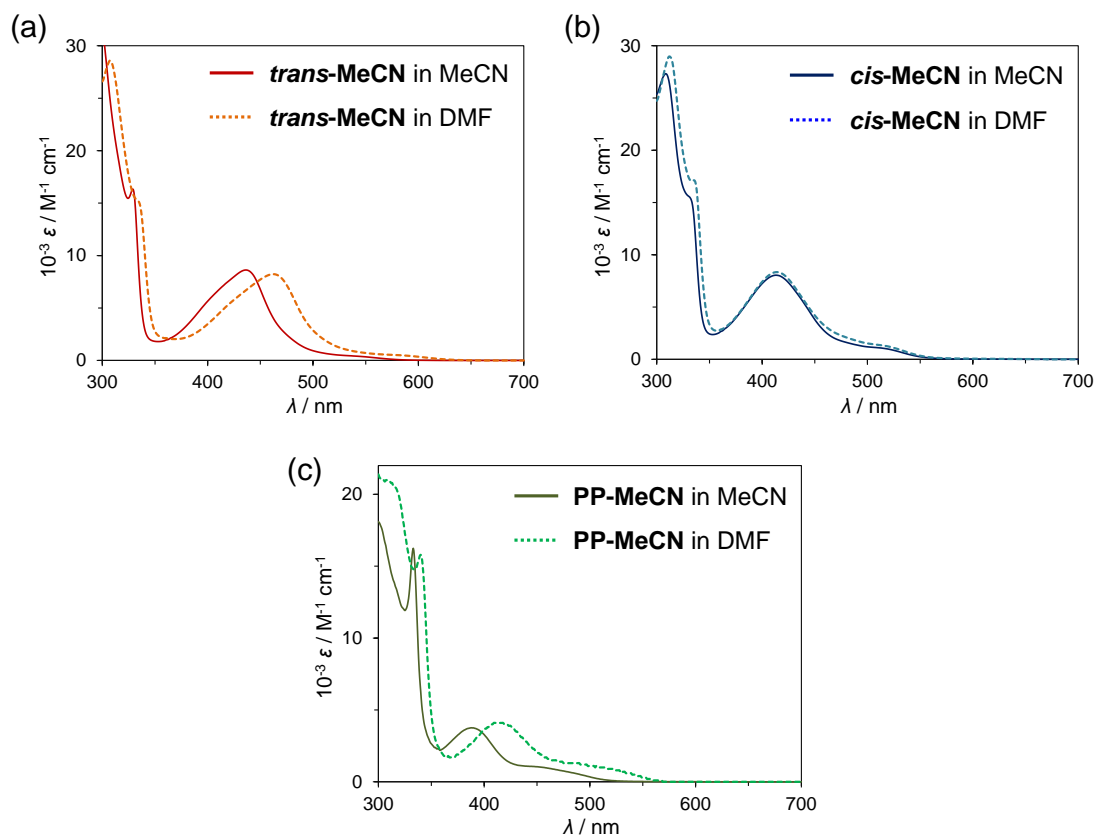 (a)
30
20
10
0
10⁻³ ε / M⁻¹ cm⁻¹
trans-MeCN in MeCN
trans-MeCN in DMF
300 400 500 600 700
λ / nm
(b)
30
20
10
0
10⁻³ ε / M⁻¹ cm⁻¹
cis-MeCN in MeCN
cis-MeCN in DMF
300 400 500 600 700
λ / nm
(c)
20
10
0
10⁻³ ε / M⁻¹ cm⁻¹
PP-MeCN in MeCN
PP-MeCN in DMF
300 400 500 600 700
λ / nm